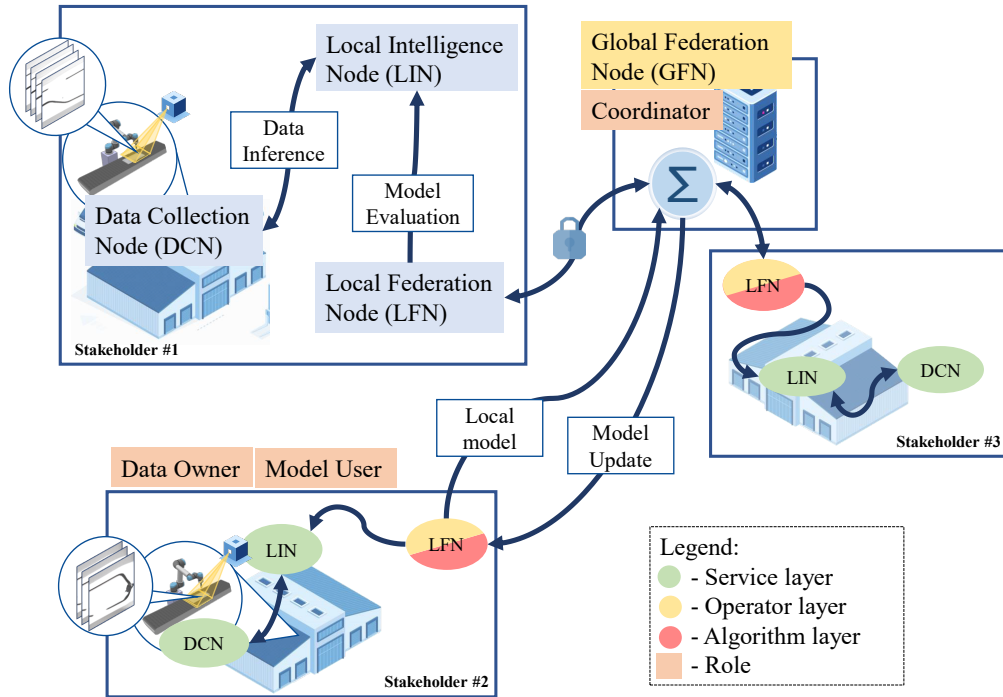 Local Intelligence
Node (LIN)
Data
Inference
Model
Evaluation
Data Collection
Node (DCN)
Local Federation
Node (LFN)
Stakeholder #1
Global Federation
Node (GFN)
Coordinator
Σ
LFN
LIN
DCN
Stakeholder #3
Local
model
Model
Update
Data Owner
Model User
LIN
LFN
DCN
Stakeholder #2
Legend:
- Service layer
- Operator layer
- Algorithm layer
- Role